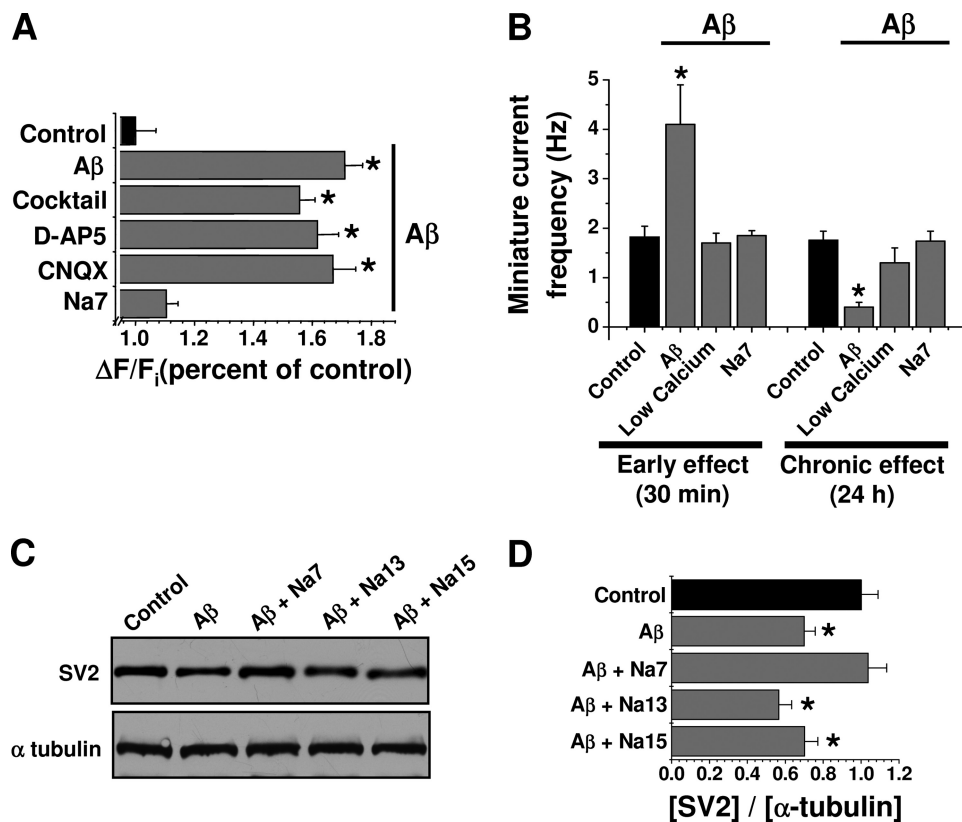 A
Control
Aβ
Cocktail
D-AP5
CNQX
Na7
*
*
*
*
Aβ
1.0 1.2 1.4 1.6 1.8
ΔF/Fi(percent of control)
B
Aβ Aβ
Miniature current
frequency (Hz)
5
4
3
2
1
0
*
*
Control Aβ Low Calcium Na7 Control Aβ Low Calcium Na7
Early effect
(30 min)
Chronic effect
(24 h)
C
Control Aβ Aβ + Na7 Aβ + Na13 Aβ + Na15
SV2
α tubulin
D
Control
Aβ
*
Aβ + Na7
Aβ + Na13
*
Aβ + Na15
*
0.0 0.2 0.4 0.6 0.8 1.0 1.2
[SV2] / [α-tubulin]